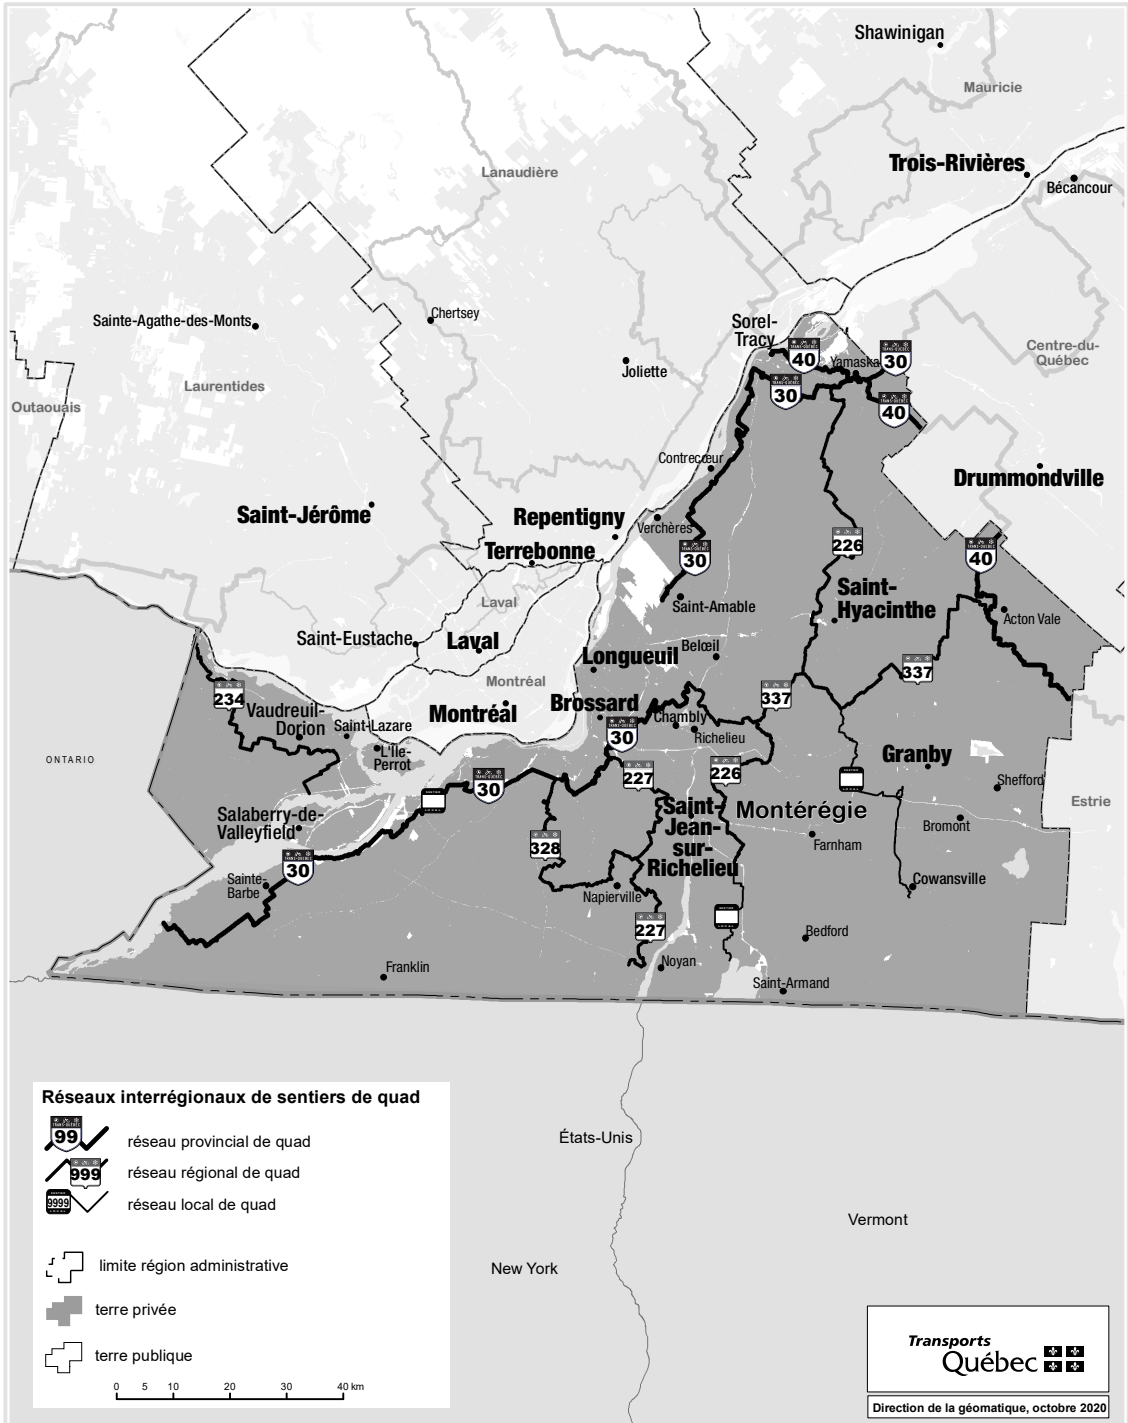 Shawinigan
Mauricie
Lanaudière
Trois-Rivières
Bécancour
Chertsey
Sainte-Agathe-des-Monts
Sorel-
Tracy
40
Yamaska
30
Centre-du-
Québec
Joliette
Laurentides
Outaouais
30
40
Contrecœur
Drummondville
Saint-Jérôme
Repentigny
Verchères
Terrebonne
30
226
40
Saint-
Hyacinthe
Laval
Saint-Amable
Acton Vale
Saint-Eustache
Laval
Longueuil
Belœil
337
Montréal
234
337
Vaudreuil-
Dorion
Saint-Lazare
Montréal
Brossard
Chambly
30
Richelieu
L'Île-
Perrot
ONTARIO
Granby
227
226
30
Shefford
Salaberry-de-
Valleyfield
Saint-
Jean-
sur-
Richelieu
Montérégie
Estrie
Bromont
328
Farnham
30
Sainte-
Barbe
Napierville
Cowansville
227
Bedford
Franklin
Noyan
Saint-Armand
Réseaux interrégionaux de sentiers de quad
TRANS-QUÉBEC
99
réseau provincial de quad
999
réseau régional de quad
9999
réseau local de quad
limite région administrative
terre privée
terre publique
0 5 10 20 30 40 km
États-Unis
Vermont
New York
Transports
Québec
Direction de la géomatique, octobre 2020